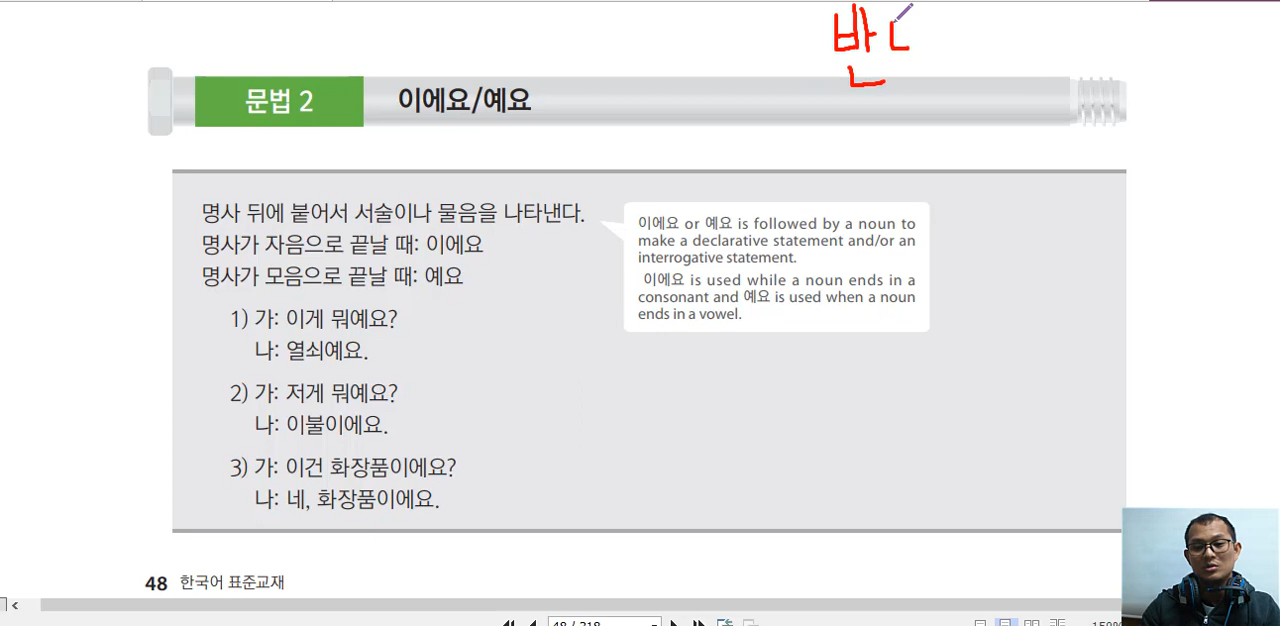 반ㄷ
문법 2 이에요/예요
명사 뒤에 붙어서 서술이나 물음을 나타낸다.
명사가 자음으로 끝날 때: 이에요
명사가 모음으로 끝날 때: 예요
이에요 or 예요 is followed by a noun to
make a declarative statement and/or an
interrogative statement.
이에요 is used while a noun ends in a
consonant and 예요 is used when a noun
ends in a vowel.
1) 가: 이게 뭐예요?
나: 열쇠예요.
2) 가: 저게 뭐예요?
나: 이불이에요.
3) 가: 이건 화장품이에요?
나: 네, 화장품이에요.
48 한국어 표준교재
48 / 218
150%